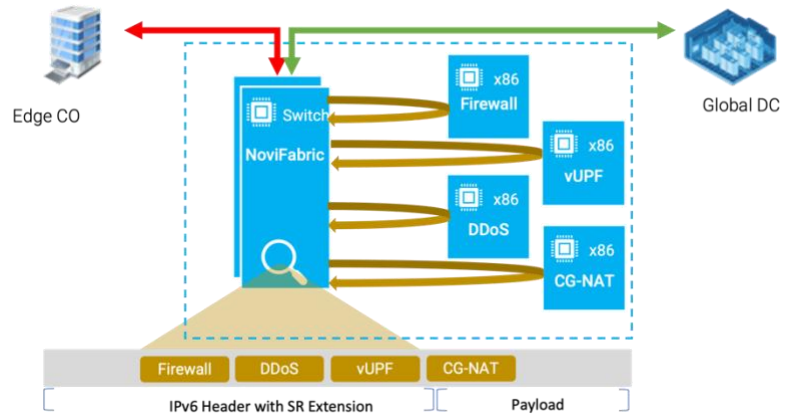 Edge CO
Global DC
Switch
NoviFabric
x86
Firewall
x86
vUPF
x86
DDoS
x86
CG-NAT
Firewall
DDoS
vUPF
CG-NAT
IPv6 Header with SR Extension
Payload